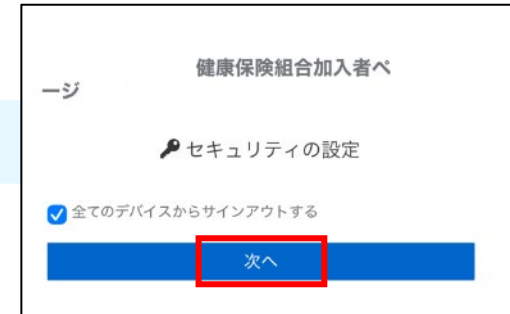 健康保険組合加入者ペ
ージ
セキュリティの設定
全てのデバイスからサインアウトする
次へ